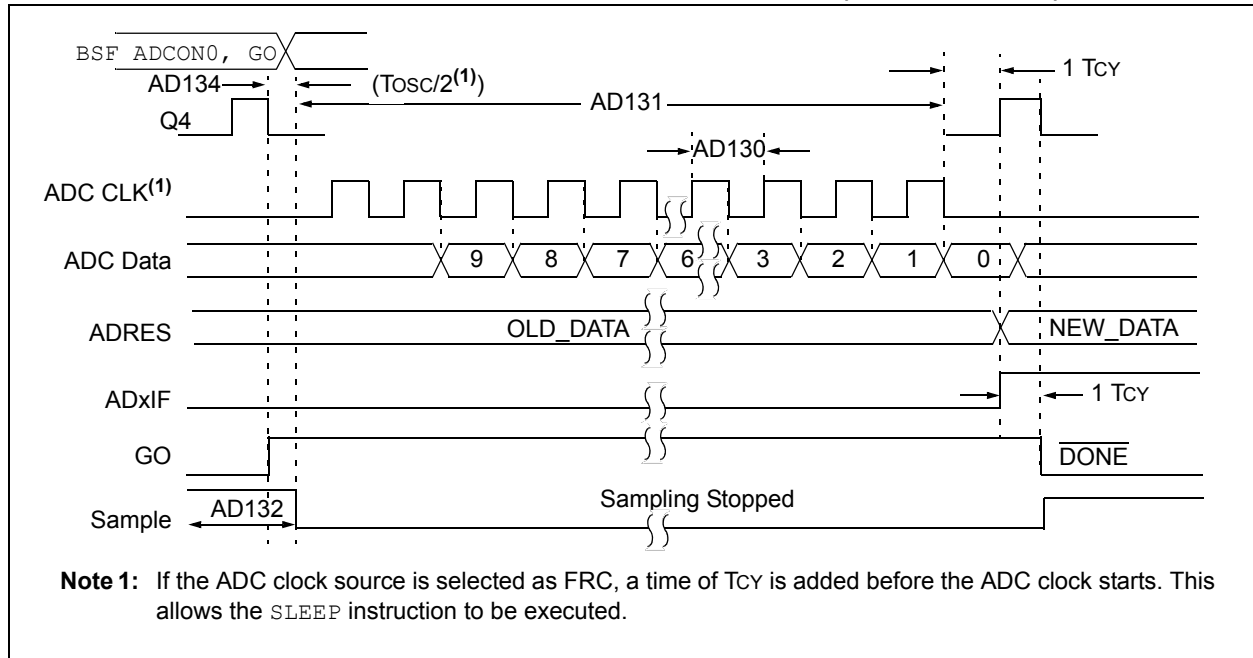 BSF ADCON0, GO
AD134 (TOSC/2(1)) AD131 1 TCY
Q4
AD130
ADC CLK(1)
ADC Data 9 8 7 6 3 2 1 0
ADRES OLD_DATA NEW_DATA
ADxIF 1 TCY
GO DONE
Sample AD132 Sampling Stopped
Note 1: If the ADC clock source is selected as FRC, a time of TCY is added before the ADC clock starts. This
allows the SLEEP instruction to be executed.